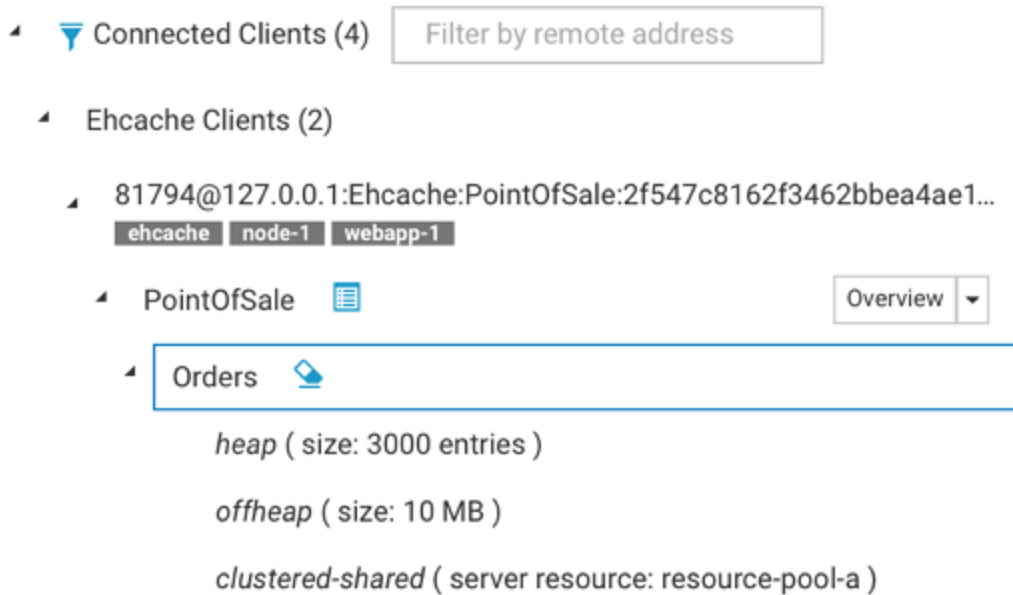 Connected Clients (4) Filter by remote address
Ehcache Clients (2)
81794@127.0.0.1:Ehcache:PointOfSale:2f547c8162f3462bbea4ae1...
ehcache node-1 webapp-1
PointOfSale Overview
Orders
heap ( size: 3000 entries )
offheap ( size: 10 MB )
clustered-shared ( server resource: resource-pool-a )